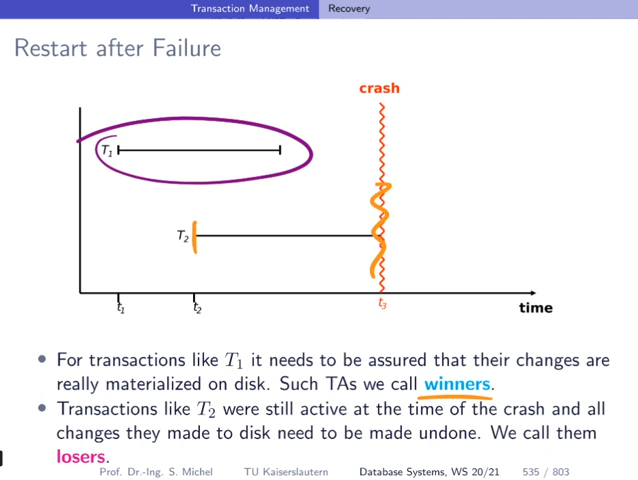 Transaction Management Recovery
Restart after Failure
crash
T1
T2
t1 t2 t3
time
• For transactions like T1 it needs to be assured that their changes are
really materialized on disk. Such TAs we call winners.
• Transactions like T2 were still active at the time of the crash and all
changes they made to disk need to be made undone. We call them
losers.
Prof. Dr.-Ing. S. Michel TU Kaiserslautern Database Systems, WS 20/21 535 / 803